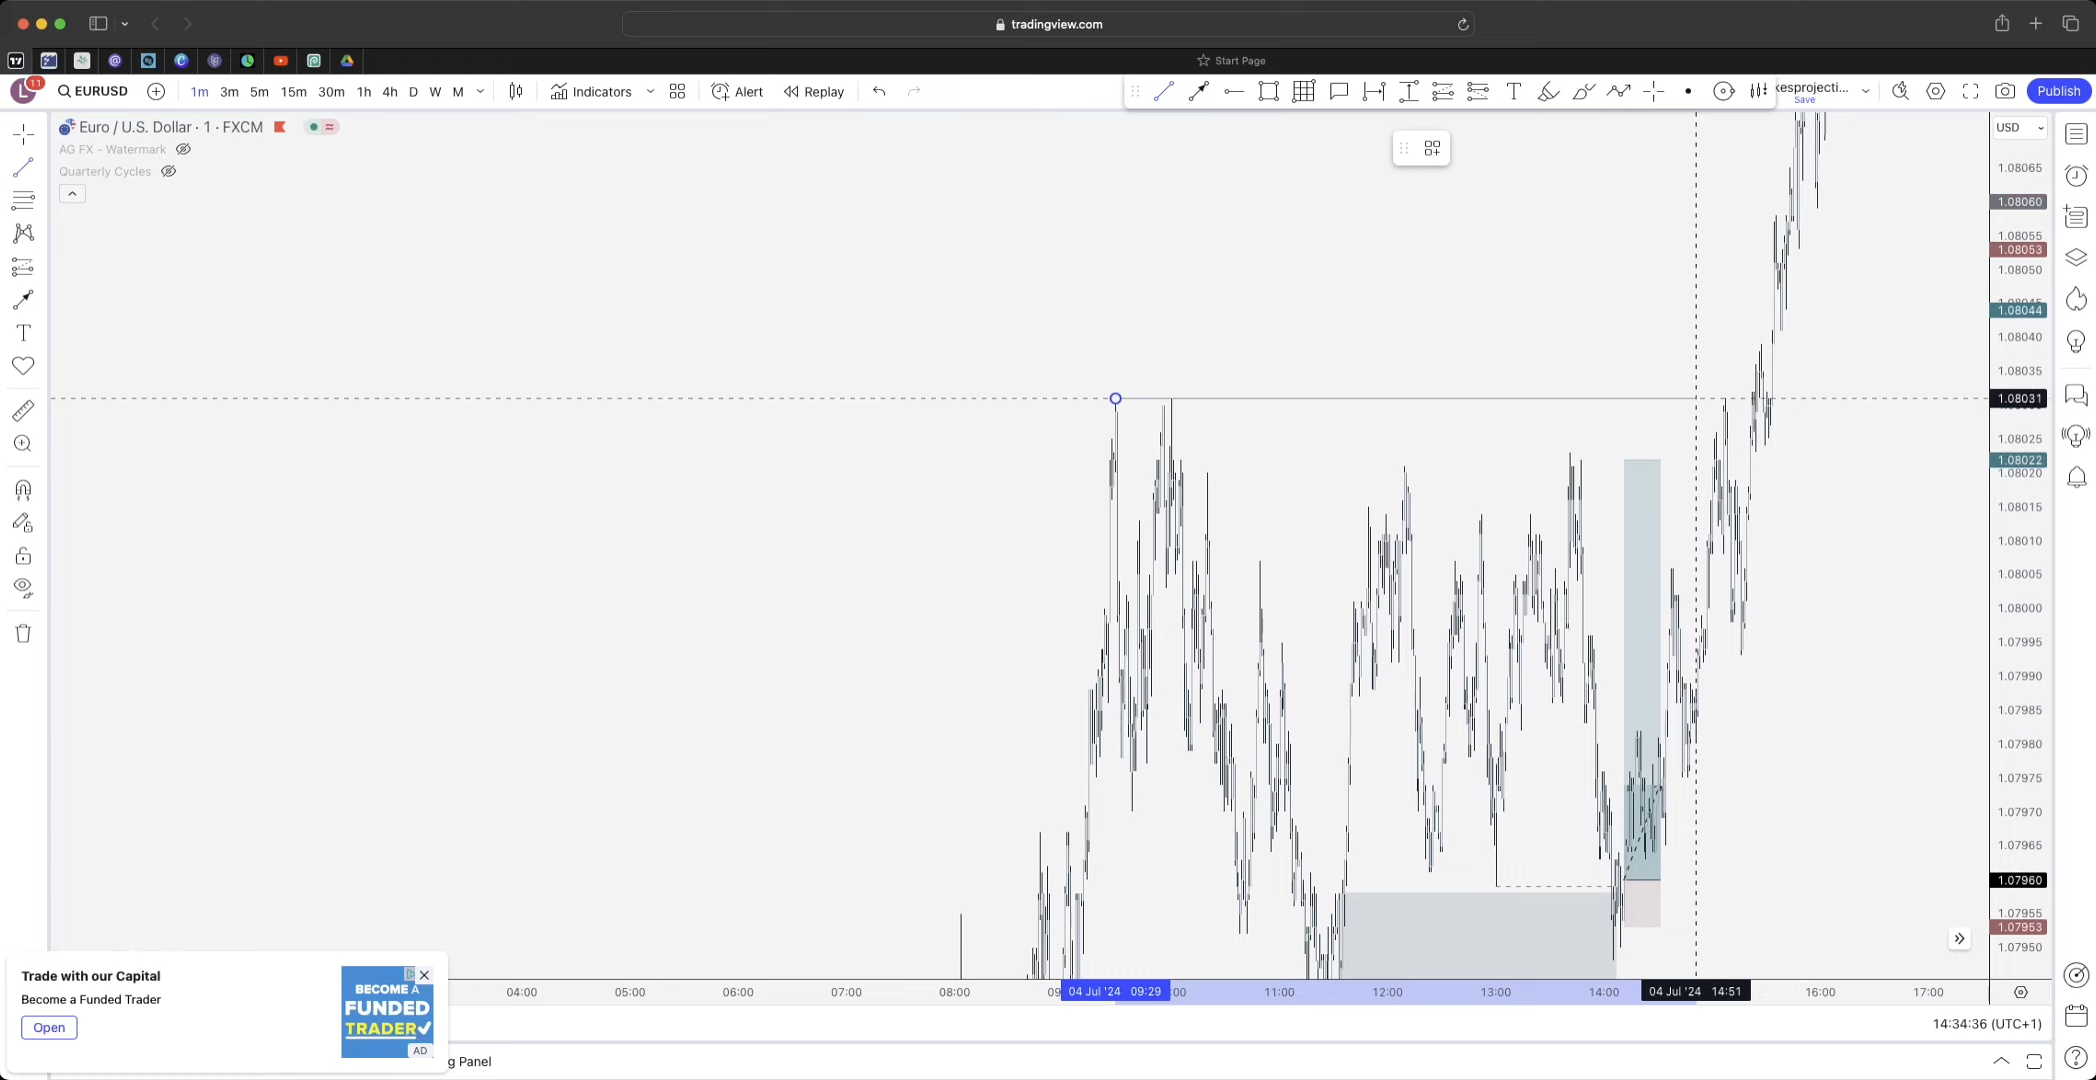 tradingview.com
Start Page
L 11 EURUSD 1m 3m 5m 15m 30m 1h 4h D W M Indicators Alert Replay T kesprojecti... Save Publish
Euro / U.S. Dollar · 1 · FXCM
AG FX - Watermark
Quarterly Cycles
USD
1.08065
1.08060
1.08055
1.08053
1.08050
1.08044
1.08040
1.08035
1.08031
1.08025
1.08022
1.08020
1.08015
1.08010
1.08005
1.08000
1.07995
1.07990
1.07985
1.07980
1.07975
1.07970
1.07965
1.07960
1.07955
1.07953
1.07950
04:00 05:00 06:00 07:00 08:00 09 04 Jul '24 09:29 :00 11:00 12:00 13:00 14:00 04 Jul '24 14:51 16:00 17:00
14:34:36 (UTC+1)
Trade with our Capital
Become a Funded Trader
Open
BECOME A
FUNDED
TRADER
AD
g Panel